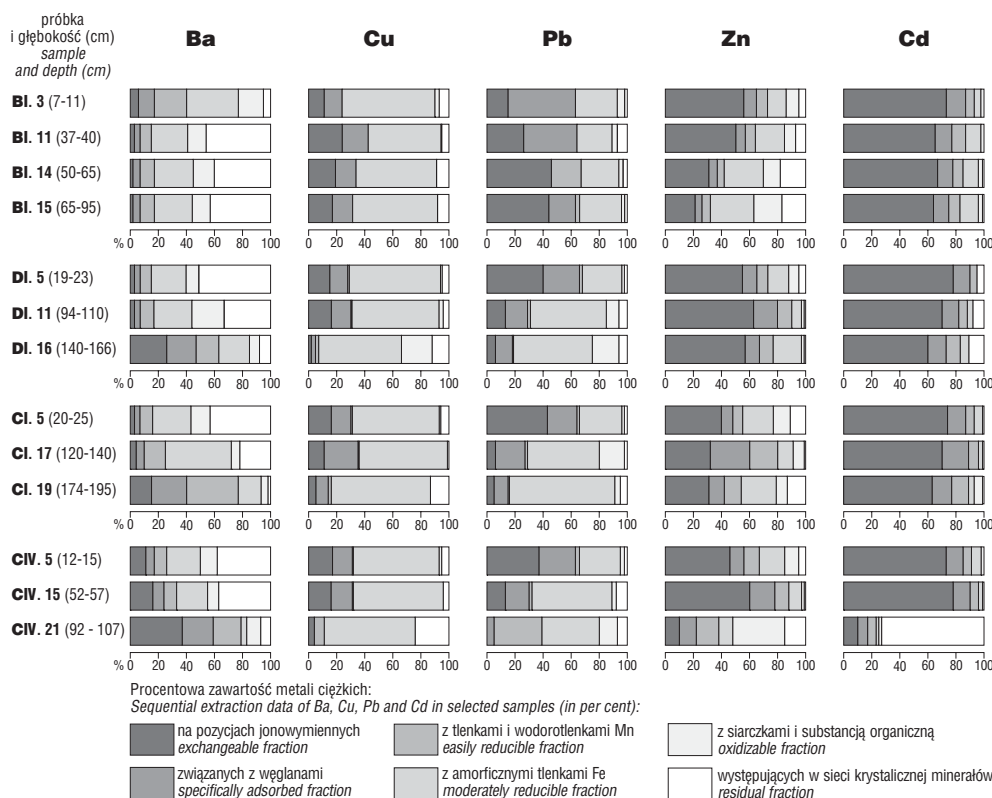 próbka
i głębokość (cm)
sample
and depth (cm)
Ba Cu Pb Zn Cd
BI. 3 (7-11)
BI. 11 (37-40)
BI. 14 (50-65)
BI. 15 (65-95)
% 0 20 40 60 80 100 0 20 40 60 80 100 0 20 40 60 80 100 0 20 40 60 80 100 0 20 40 60 80 100
DI. 5 (19-23)
DI. 11 (94-110)
DI. 16 (140-166)
% 0 20 40 60 80 100 0 20 40 60 80 100 0 20 40 60 80 100 0 20 40 60 80 100 0 20 40 60 80 100
CI. 5 (20-25)
CI. 17 (120-140)
CI. 19 (174-195)
% 0 20 40 60 80 100 0 20 40 60 80 100 0 20 40 60 80 100 0 20 40 60 80 100 0 20 40 60 80 100
CIV. 5 (12-15)
CIV. 15 (52-57)
CIV. 21 (92 - 107)
% 0 20 40 60 80 100 0 20 40 60 80 100 0 20 40 60 80 100 0 20 40 60 80 100 0 20 40 60 80 100
Procentowa zawartość metali ciężkich:
Sequential extraction data of Ba, Cu, Pb and Cd in selected samples (in per cent):
na pozycjach jonowymiennych
exchangeable fraction
związanych z węglanami
specifically adsorbed fraction
z tlenkami i wodorotlenkami Mn
easily reducible fraction
z amorficznymi tlenkami Fe
moderately reducible fraction
z siarczkami i substancją organiczną
oxidizable fraction
występujących w sieci krystalicznej minerałów
residual fraction